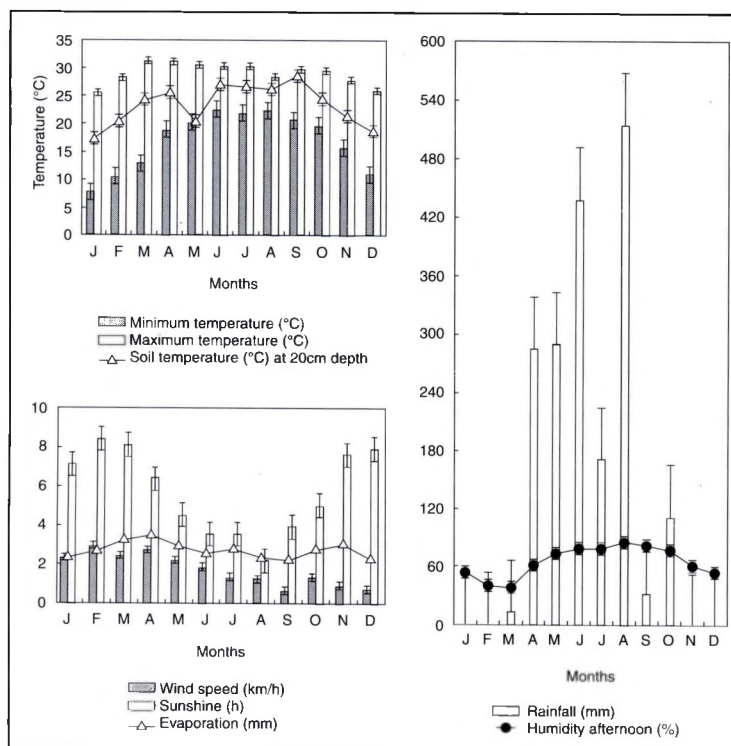 Temperature (°C)
35
30
25
20
15
10
5
0
J F M A M J J A S O N D
Months
Minimum temperature (°C)
Maximum temperature (°C)
Soil temperature (°C) at 20cm depth
10
8
6
4
2
0
J F M A M J J A S O N D
Months
Wind speed (km/h)
Sunshine (h)
Evaporation (mm)
600
540
480
420
360
300
240
180
120
60
0
J F M A M J J A S O N D
Months
Rainfall (mm)
Humidity afternoon (%)